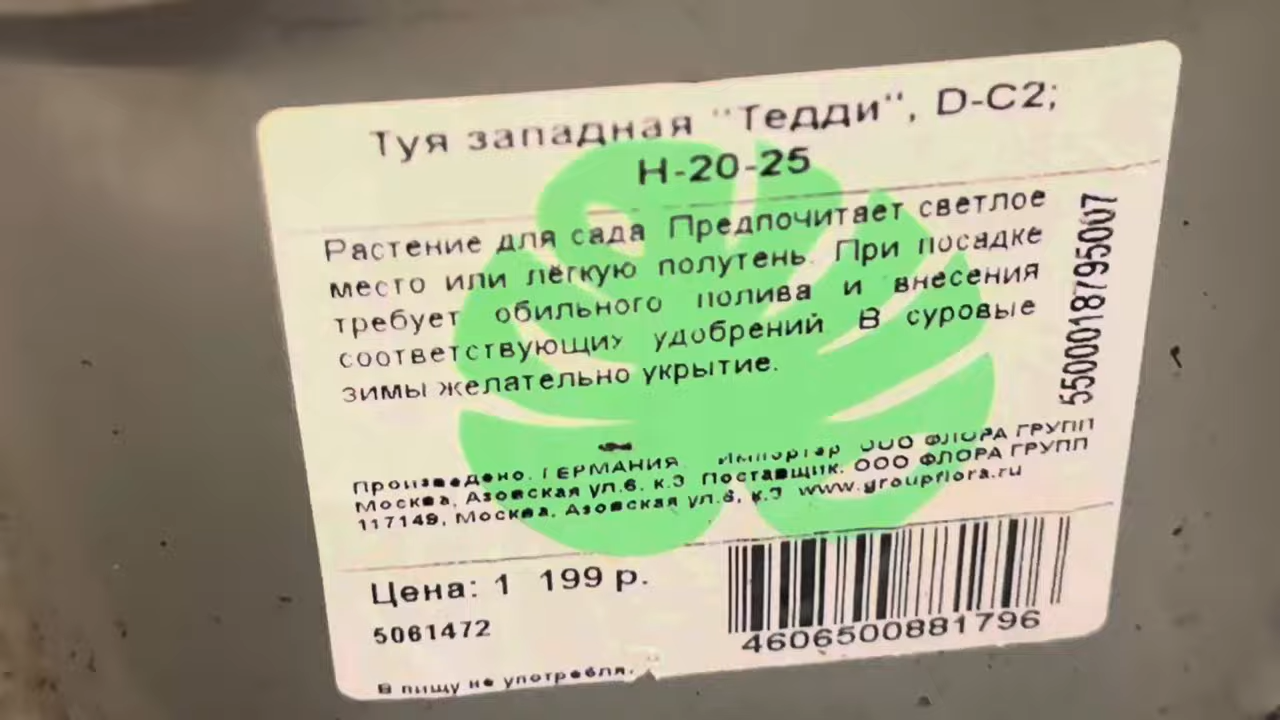 Туя западная "Тедди", D-C2;
H-20-25
Растение для сада Предпочитает светлое
место или лёгкую полутень. При посадке
требует обильного полива и внесения
соответствующих удобрений. В суровые
зимы желательно укрытие.
5500018795007
Произведено. ГЕРМАНИЯ Импортер ООО ФЛОРА ГРУПП
Москва, Азовская ул.6, к.3 Поставщик. ООО ФЛОРА ГРУПП
117149, Москва, Азовская ул.6, к.3 www.groupflora.ru
Цена: 1 199 р.
5061472
4606500881796
В пищу не употребля.